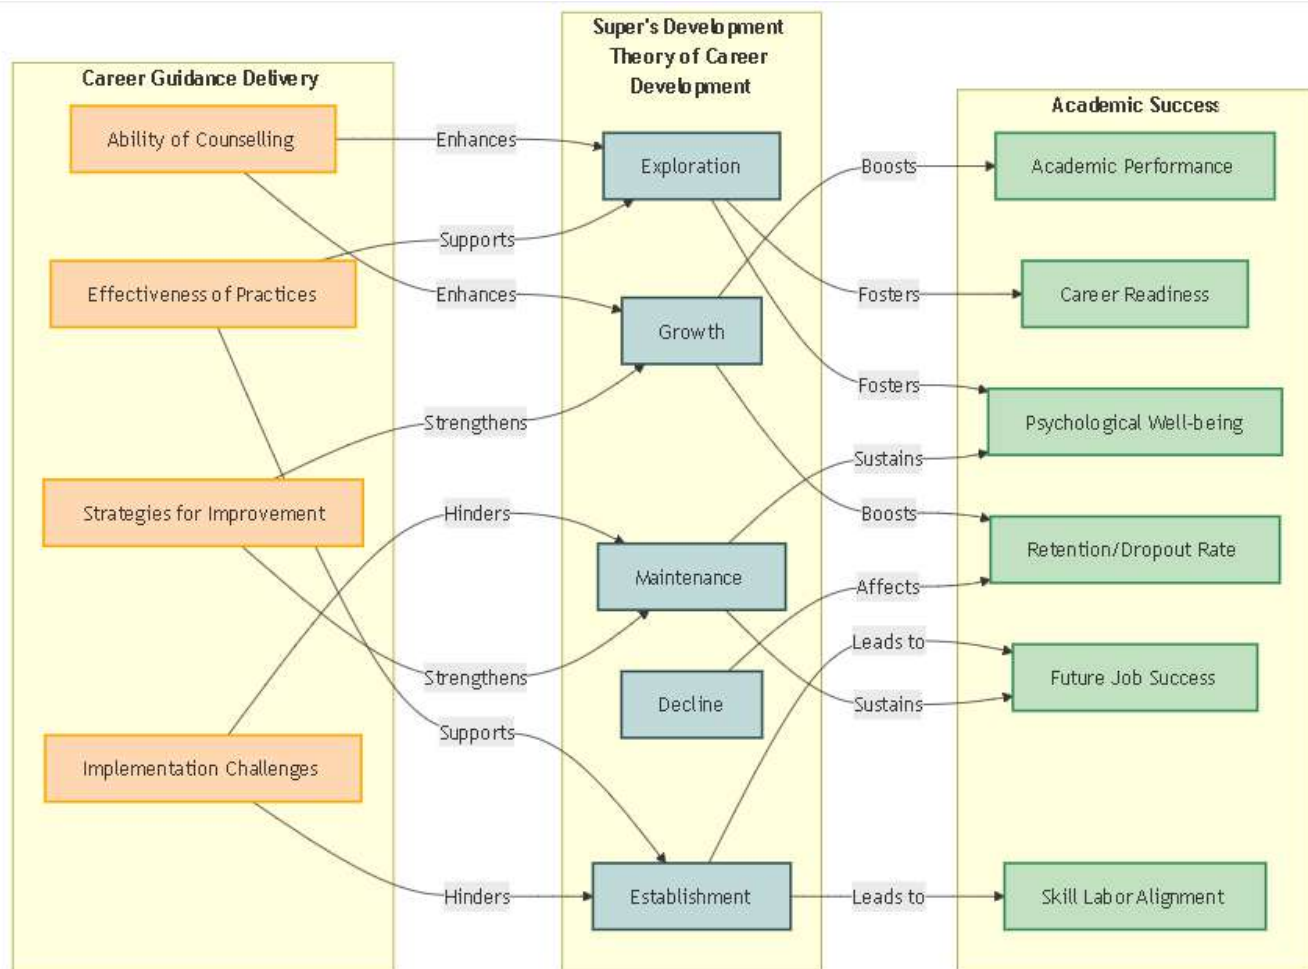 Career Guidance Delivery
Ability of Counselling
Effectiveness of Practices
Strategies for Improvement
Implementation Challenges
Enhances
Supports
Enhances
Strengthens
Hinders
Strengthens
Supports
Hinders
Super's Development
Theory of Career
Development
Exploration
Growth
Maintenance
Decline
Establishment
Boosts
Fosters
Fosters
Sustains
Boosts
Affects
Leads to
Sustains
Leads to
Academic Success
Academic Performance
Career Readiness
Psychological Well-being
Retention/Dropout Rate
Future Job Success
Skill Labor Alignment